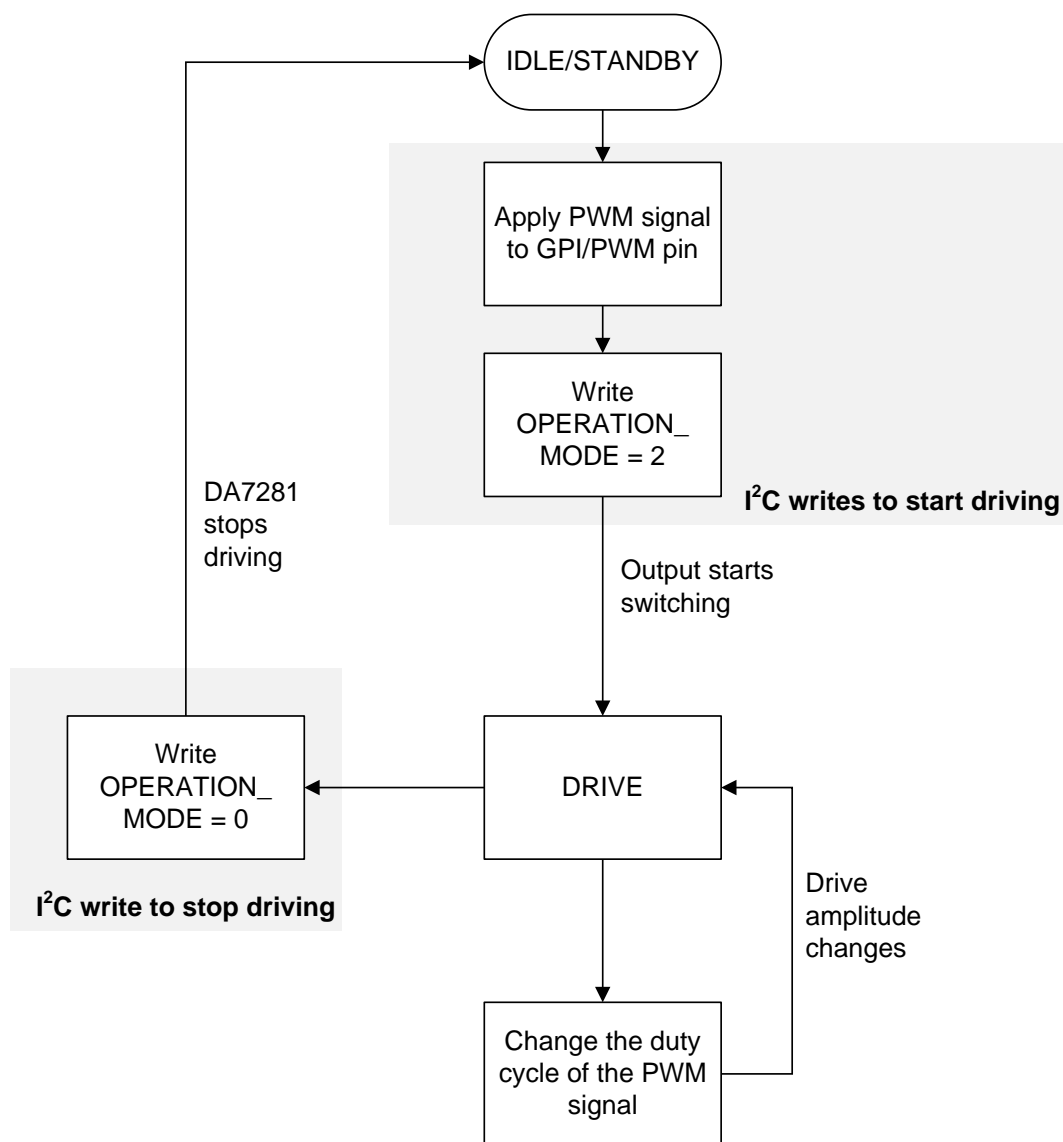 IDLE/STANDBY
Apply PWM signal
to GPI/PWM pin
Write
OPERATION_
MODE = 2
I²C writes to start driving
DA7281
stops
driving
Output starts
switching
Write
OPERATION_
MODE = 0
I²C write to stop driving
DRIVE
Drive
amplitude
changes
Change the duty
cycle of the PWM
signal